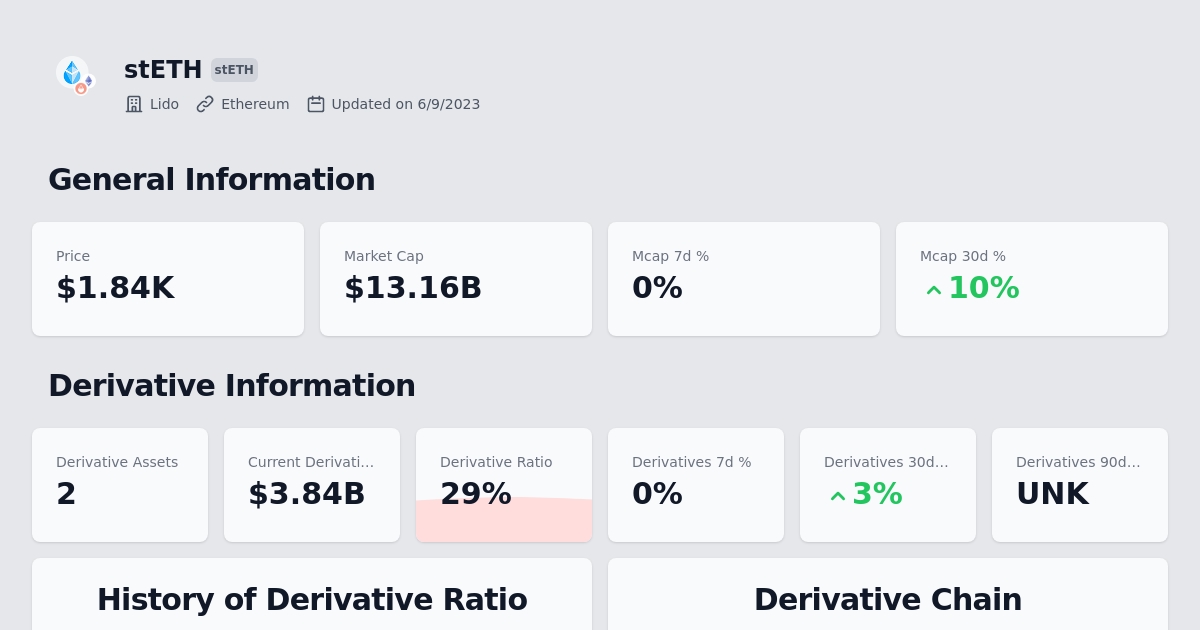 stETH stETH
Lido Ethereum Updated on 6/9/2023
General Information
Price
$1.84K
Market Cap
$13.16B
Mcap 7d %
0%
Mcap 30d %
10%
Derivative Information
Derivative Assets
2
Current Derivati...
$3.84B
Derivative Ratio
29%
Derivatives 7d %
0%
Derivatives 30d...
3%
Derivatives 90d...
UNK
History of Derivative Ratio
Derivative Chain